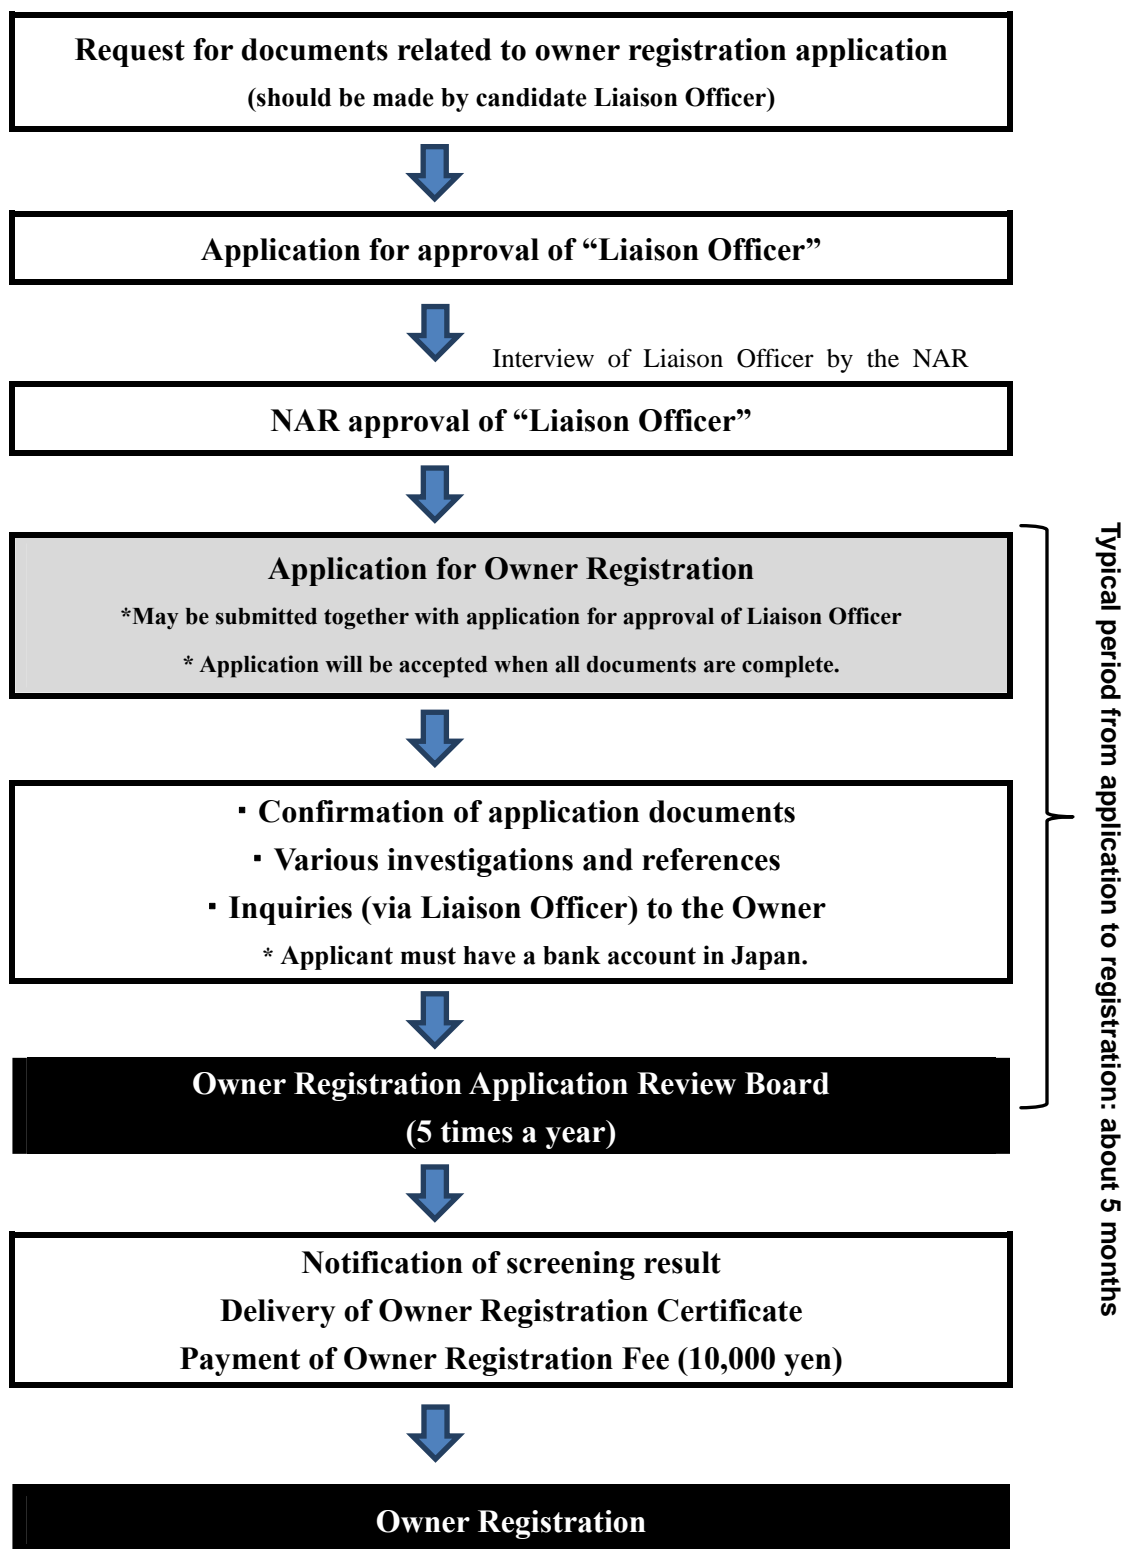 Request for documents related to owner registration application
(should be made by candidate Liaison Officer)
Application for approval of “Liaison Officer”
Interview of Liaison Officer by the NAR
NAR approval of “Liaison Officer”
Application for Owner Registration
*May be submitted together with application for approval of Liaison Officer
* Application will be accepted when all documents are complete.
・Confirmation of application documents
・Various investigations and references
・Inquiries (via Liaison Officer) to the Owner
* Applicant must have a bank account in Japan.
Owner Registration Application Review Board
(5 times a year)
Typical period from application to registration: about 5 months
Notification of screening result
Delivery of Owner Registration Certificate
Payment of Owner Registration Fee (10,000 yen)
Owner Registration